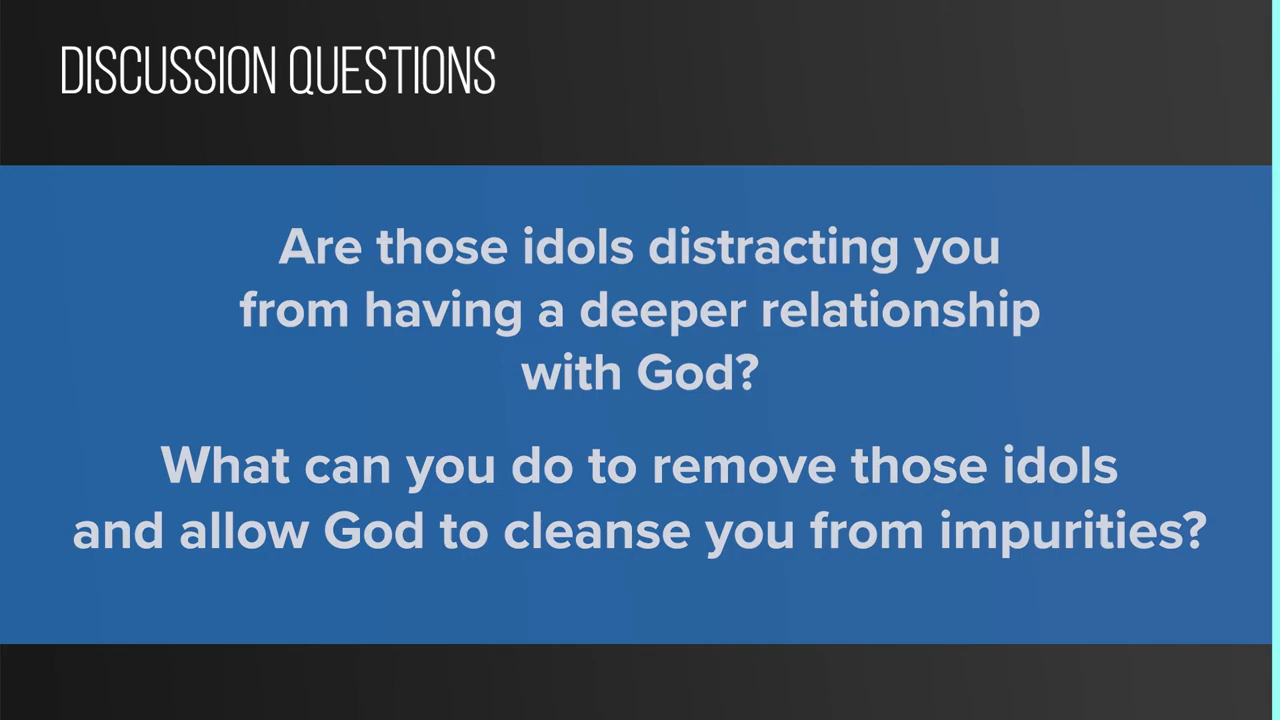 DISCUSSION QUESTIONS
Are those idols distracting you
from having a deeper relationship
with God?
What can you do to remove those idols
and allow God to cleanse you from impurities?